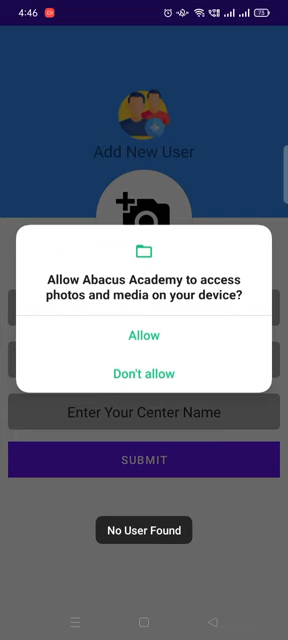 4:46
73
Add New User
Allow Abacus Academy to access
photos and media on your device?
Allow
Don't allow
Enter Your Center Name
SUBMIT
No User Found